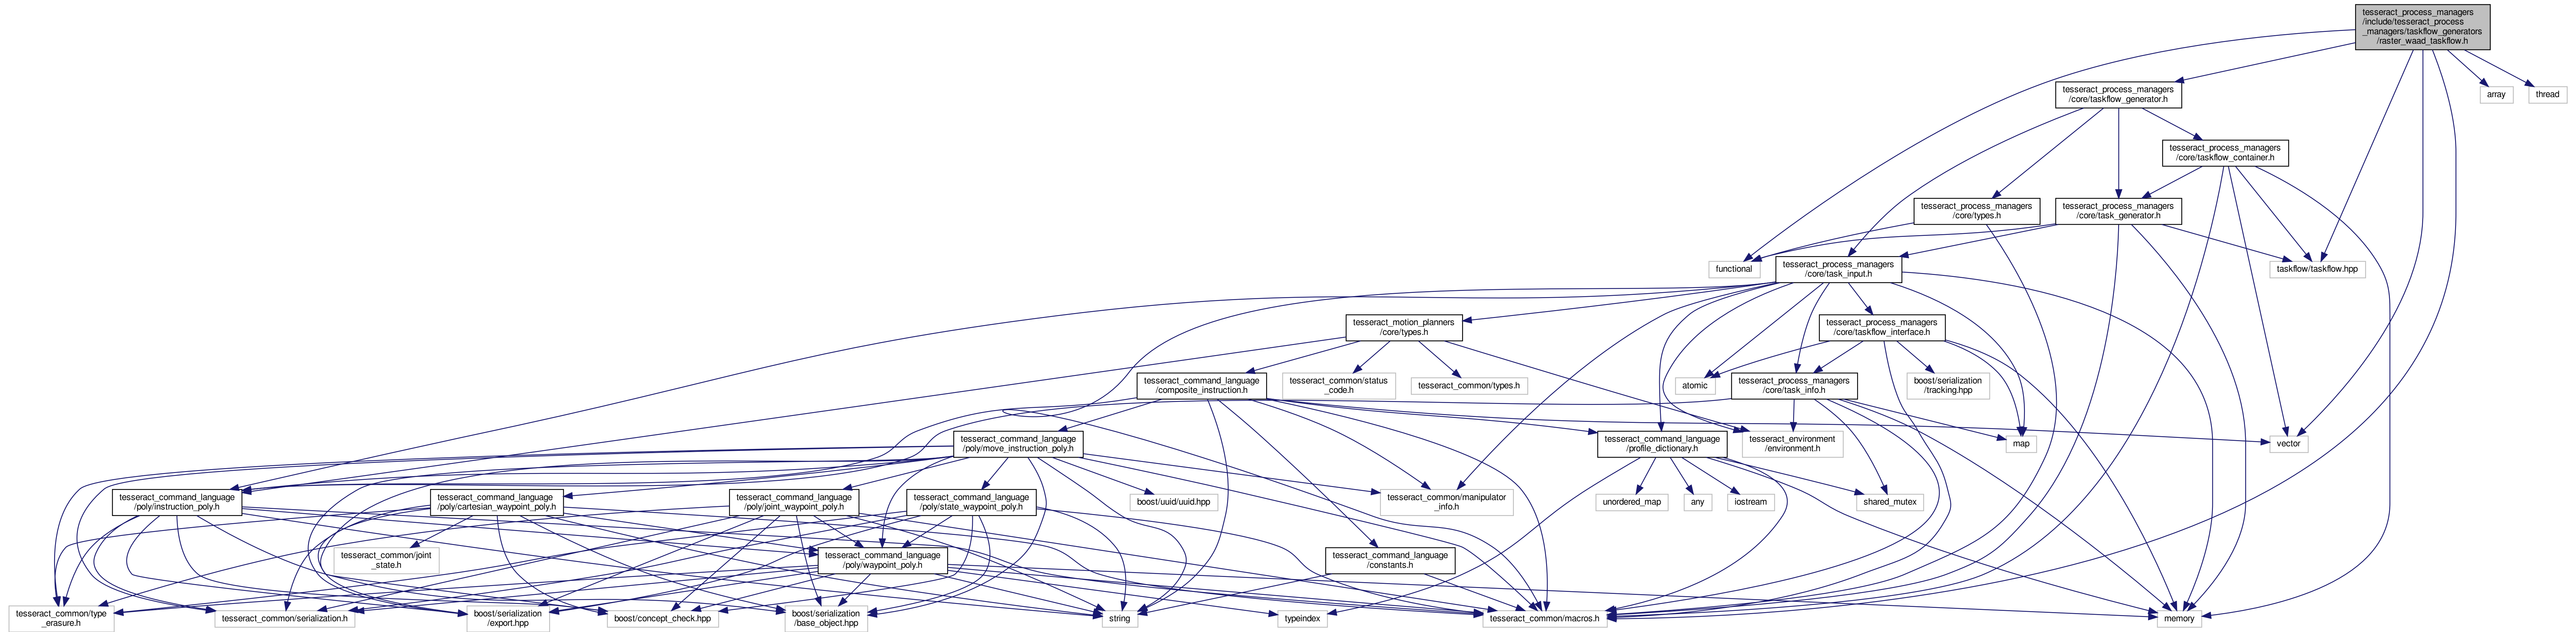 tesseract_process_managers
/include/tesseract_process
_managers/taskflow_generators
/raster_waad_taskflow.h
tesseract_process_managers
/core/taskflow_generator.h
array
thread
tesseract_process_managers
/core/taskflow_container.h
tesseract_process_managers
/core/types.h
tesseract_process_managers
/core/task_generator.h
functional
tesseract_process_managers
/core/task_input.h
taskflow/taskflow.hpp
tesseract_motion_planners
/core/types.h
tesseract_process_managers
/core/taskflow_interface.h
tesseract_command_language
/composite_instruction.h
tesseract_common/status
_code.h
tesseract_common/types.h
atomic
tesseract_process_managers
/core/task_info.h
boost/serialization
/tracking.hpp
tesseract_command_language
/poly/move_instruction_poly.h
tesseract_command_language
/profile_dictionary.h
tesseract_environment
/environment.h
map
vector
tesseract_command_language
/poly/instruction_poly.h
tesseract_command_language
/poly/cartesian_waypoint_poly.h
tesseract_command_language
/poly/joint_waypoint_poly.h
tesseract_command_language
/poly/state_waypoint_poly.h
boost/uuid/uuid.hpp
tesseract_common/manipulator
_info.h
unordered_map
any
iostream
shared_mutex
tesseract_common/joint
_state.h
tesseract_command_language
/poly/waypoint_poly.h
tesseract_command_language
/constants.h
tesseract_common/type
_erasure.h
tesseract_common/serialization.h
boost/serialization
/export.hpp
boost/concept_check.hpp
boost/serialization
/base_object.hpp
string
typeindex
tesseract_common/macros.h
memory